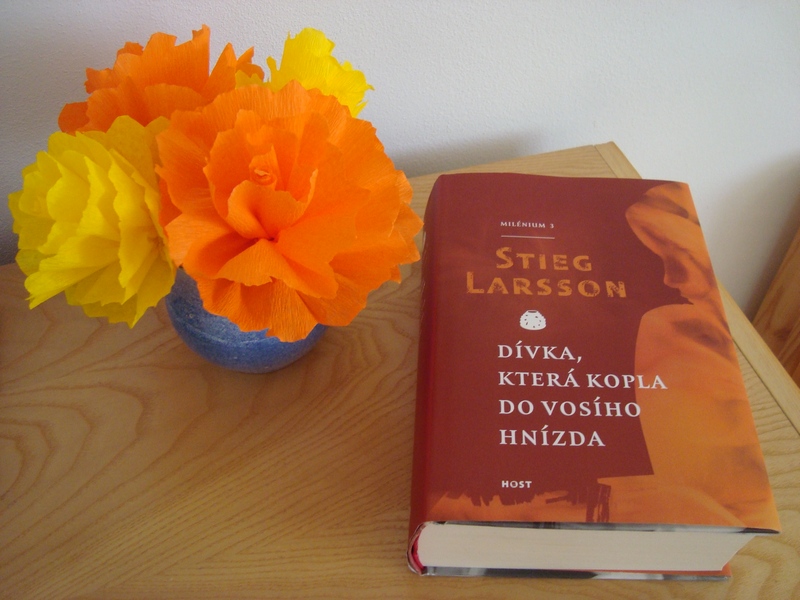 MILÉNIUM 3
STIEG
LARSSON
DÍVKA,
KTERÁ KOPLA
DO VOSÍHO
HNÍZDA
HOST